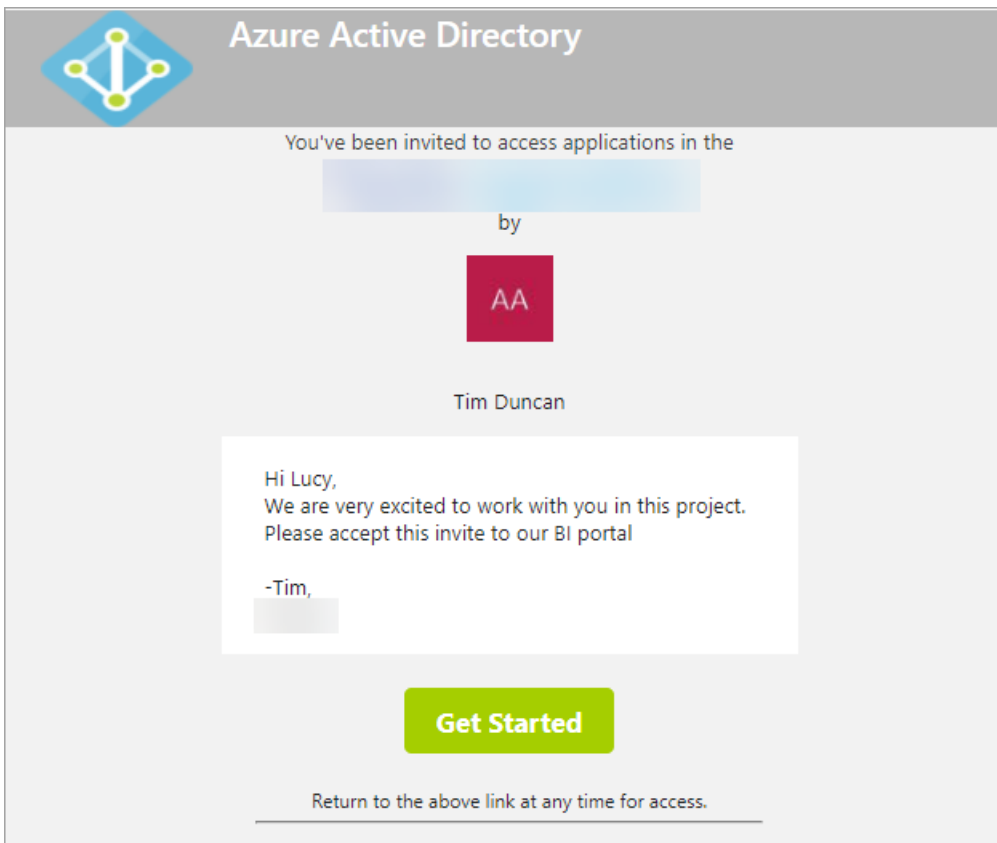 Azure Active Directory
You've been invited to access applications in the
by
AA
Tim Duncan
Hi Lucy,
We are very excited to work with you in this project.
Please accept this invite to our BI portal
-Tim,
Get Started
Return to the above link at any time for access.